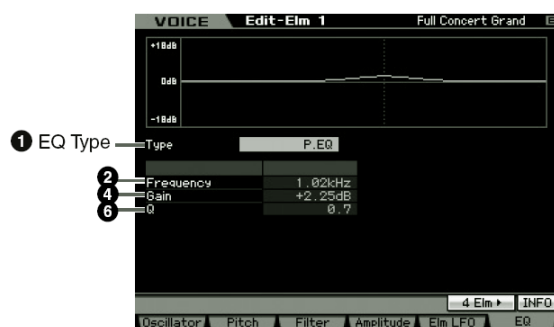 VOICE Edit-Elm 1 Full Concert Grand
+18dB
0dB
-18dB
1 EQ Type Type P.EQ
2 Frequency 1.02kHz
4 Gain +2.25dB
6 Q 0.7
4 Elm INFO
Oscillator Pitch Filter Amplitude Elm LFO EQ